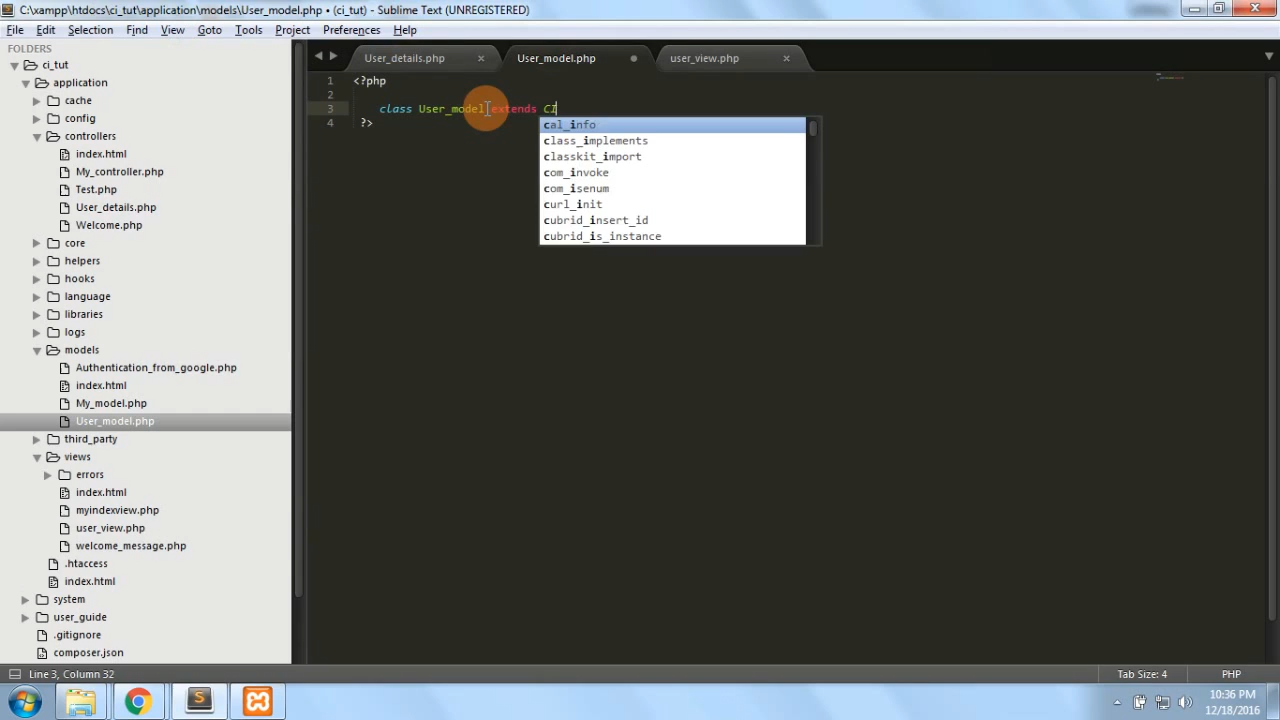 C:\xampp\htdocs\ci_tut\application\models\User_model.php • (ci_tut) - Sublime Text (UNREGISTERED)
File Edit Selection Find View Goto Tools Project Preferences Help
FOLDERS
ci_tut
application
cache
config
controllers
index.html
My_controller.php
Test.php
User_details.php
Welcome.php
core
helpers
hooks
language
libraries
logs
models
Authentication_from_google.php
index.html
My_model.php
User_model.php
third_party
views
errors
index.html
myindexview.php
user_view.php
welcome_message.php
.htaccess
index.html
system
user_guide
.gitignore
composer.json
User_details.php User_model.php user_view.php
1 <?php
2
3 class User_model extends CI
4 ?>
cal_info
class_implements
classkit_import
com_invoke
com_isenum
curl_init
cubrid_insert_id
cubrid_is_instance
Line 3, Column 32 Tab Size: 4 PHP
10:36 PM
12/18/2016